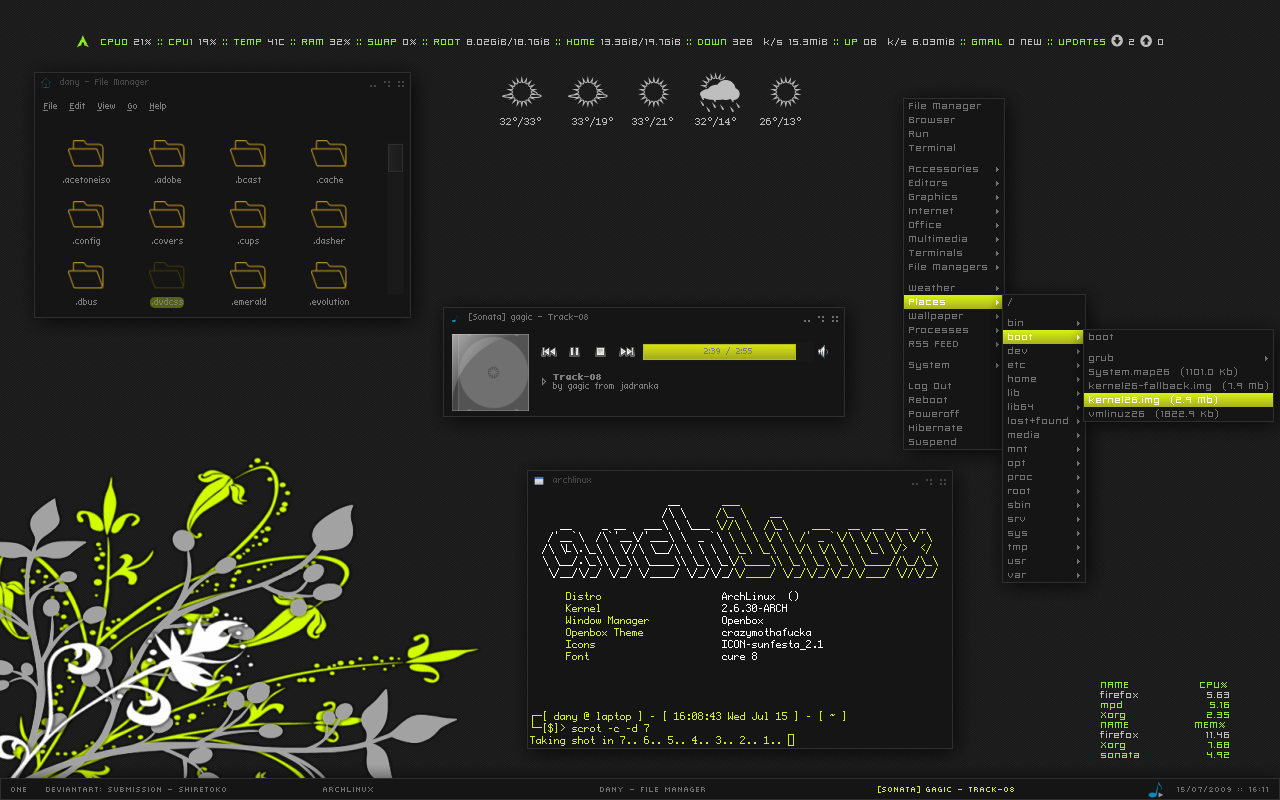 CPU0 21% :: CPU1 19% :: TEMP 41C :: RAM 32% :: SWAP 0% :: ROOT 8.02GiB/18.7GiB :: HOME 13.3GiB/19.7GiB :: DOWN 326 k/s 15.3MiB :: UP 0B k/s 6.03MiB :: GMAIL 0 NEW :: UPDATES 2 0
dany - File Manager
File Edit View Go Help
.acetoneiso .adobe .bcast .cache
.config .covers .cups .dasher
.dbus .dvdcss .emerald .evolution
32°/33° 33°/19° 33°/21° 32°/14° 26°/13°
[Sonata] gagic - Track-08
2:39 / 2:55
Track-08
by gagic from jadranka
File Manager
Browser
Run
Terminal
Accessories
Editors
Graphics
Internet
Office
Multimedia
Terminals
File Managers
Weather
Places
Wallpaper
Processes
RSS FEED
System
Log Out
Reboot
Poweroff
Hibernate
Suspend
/
bin
boot
dev
etc
home
lib
lib64
lost+found
media
mnt
opt
proc
root
sbin
srv
sys
tmp
usr
var
boot
grub
System.map26 (1101.0 Kb)
kernel26-fallback.img (7.9 Mb)
kernel26.img (2.9 Mb)
vmlinuz26 (1822.9 Kb)
archlinux
archlinux
Distro ArchLinux ()
Kernel 2.6.30-ARCH
Window Manager Openbox
Openbox Theme crazymothafucka
Icons ICON-sunfesta_2.1
Font cure 8
[ dany @ laptop ] - [ 16:08:43 Wed Jul 15 ] - [ ~ ]
[$]> scrot -c -d 7
Taking shot in 7.. 6.. 5.. 4.. 3.. 2.. 1..
NAME CPU%
firefox 5.63
mpd 5.16
Xorg 2.35
NAME MEM%
firefox 11.46
Xorg 7.68
sonata 4.92
ONE DEVIANTART: SUBMISSION - SHIRETOKO ARCHLINUX DANY - FILE MANAGER [SONATA] GAGIC - TRACK-08 15/07/2009 :: 16:11